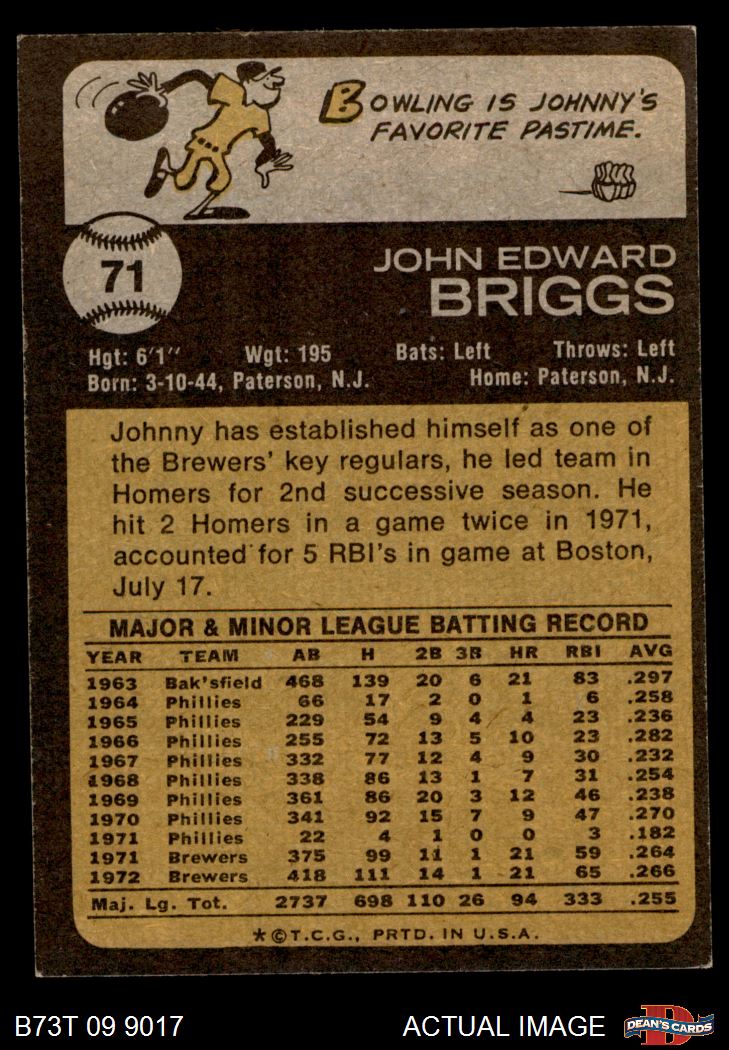 BOWLING IS JOHNNY'S
FAVORITE PASTIME.
71
JOHN EDWARD
BRIGGS
Hgt: 6'1" Wgt: 195 Bats: Left Throws: Left
Born: 3-10-44, Paterson, N.J. Home: Paterson, N.J.
Johnny has established himself as one of
the Brewers' key regulars, he led team in
Homers for 2nd successive season. He
hit 2 Homers in a game twice in 1971,
accounted for 5 RBI's in game at Boston,
July 17.
MAJOR & MINOR LEAGUE BATTING RECORD
YEAR TEAM AB H 2B 3B HR RBI AVG
1963 Bak'sfield 468 139 20 6 21 83 .297
1964 Phillies 66 17 2 0 1 6 .258
1965 Phillies 229 54 9 4 4 23 .236
1966 Phillies 255 72 13 5 10 23 .282
1967 Phillies 332 77 12 4 9 30 .232
1968 Phillies 338 86 13 1 7 31 .254
1969 Phillies 361 86 20 3 12 46 .238
1970 Phillies 341 92 15 7 9 47 .270
1971 Phillies 22 4 1 0 0 3 .182
1971 Brewers 375 99 11 1 21 59 .264
1972 Brewers 418 111 14 1 21 65 .266
Maj. Lg. Tot. 2737 698 110 26 94 333 .255
*©T.C.G., PRTD. IN U.S.A.
B73T 09 9017 ACTUAL IMAGE D DEAN'S CARDS